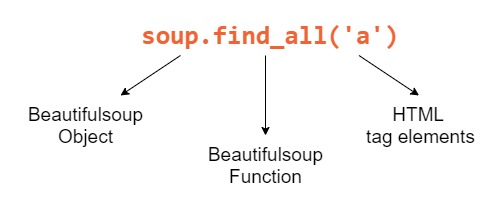 soup.find_all('a')
Beautifulsoup
Object
Beautifulsoup
Function
HTML
tag elements